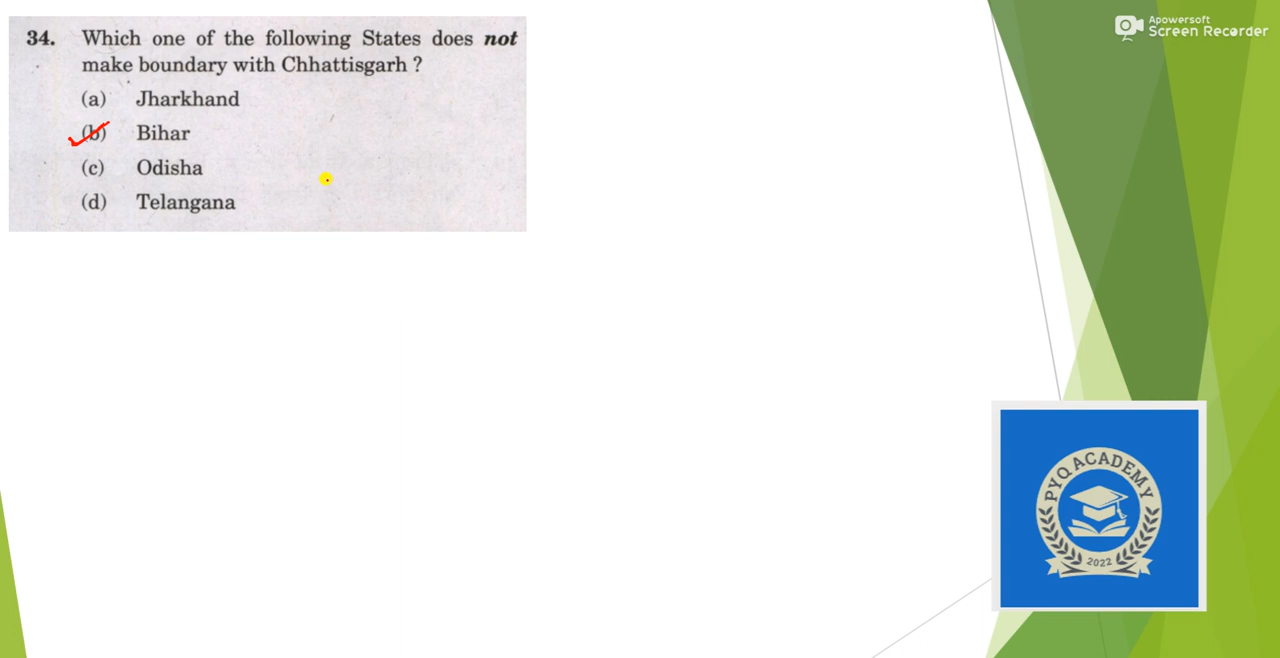 Apowersoft
Screen Recorder
34. Which one of the following States does not
make boundary with Chhattisgarh ?
(a) Jharkhand
(b) Bihar
(c) Odisha
(d) Telangana
PYQ ACADEMY
2022